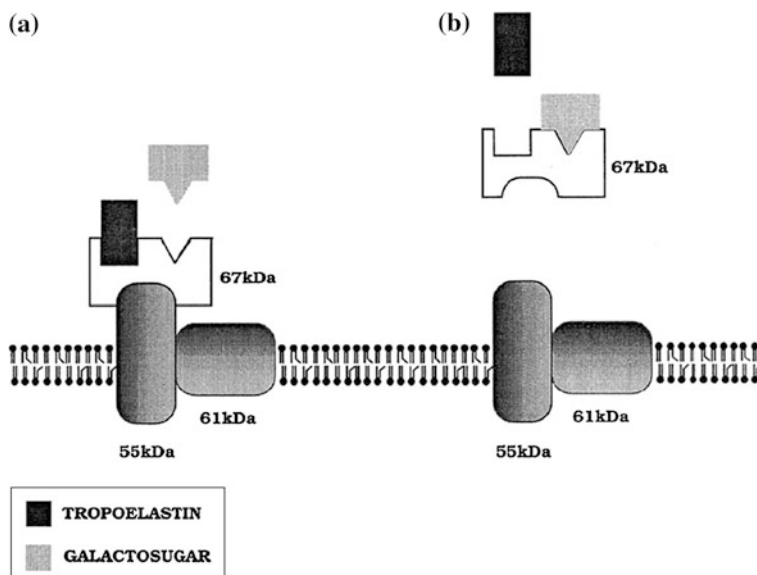 (a)
(b)
67kDa
67kDa
61kDa
61kDa
55kDa
55kDa
TROPOELASTIN
GALACTOSUGAR